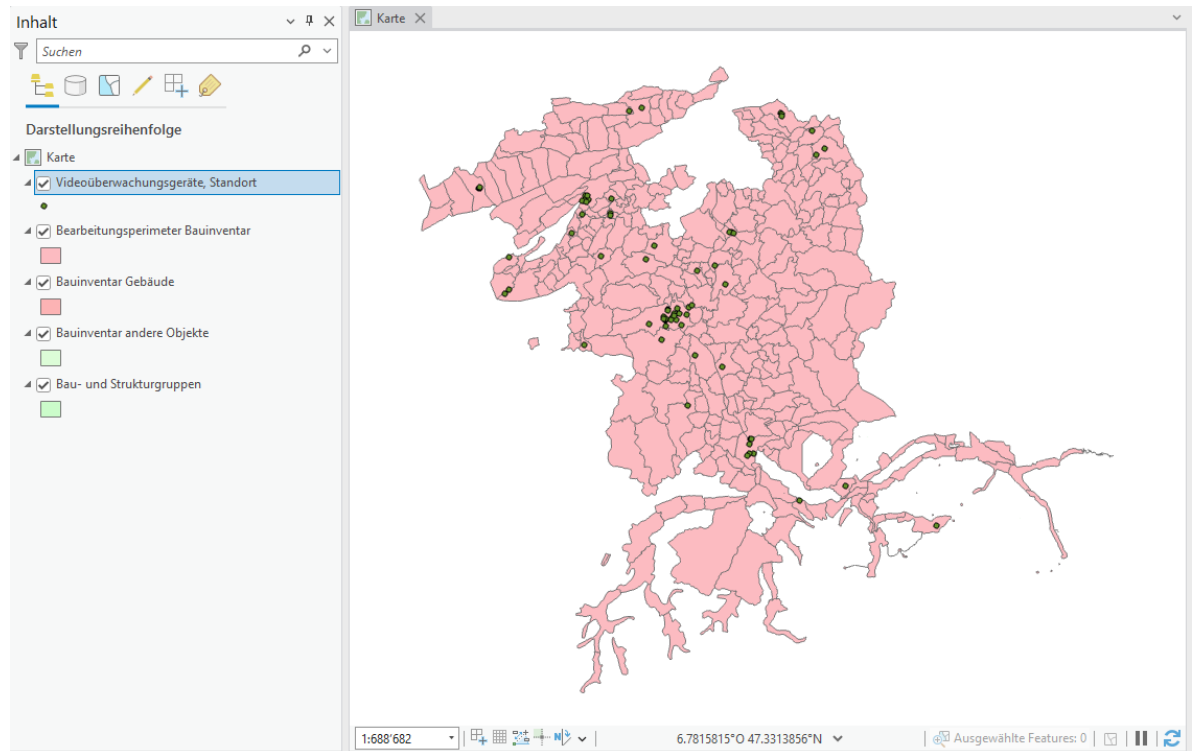 Inhalt
Suchen
Darstellungsreihenfolge
Karte
Videoüberwachungsgeräte, Standort
Bearbeitungsperimeter Bauinventar
Bauinventar Gebäude
Bauinventar andere Objekte
Bau- und Strukturgruppen
Karte
1:688'682
N
6.7815815°O 47.3313856°N
Ausgewählte Features: 0